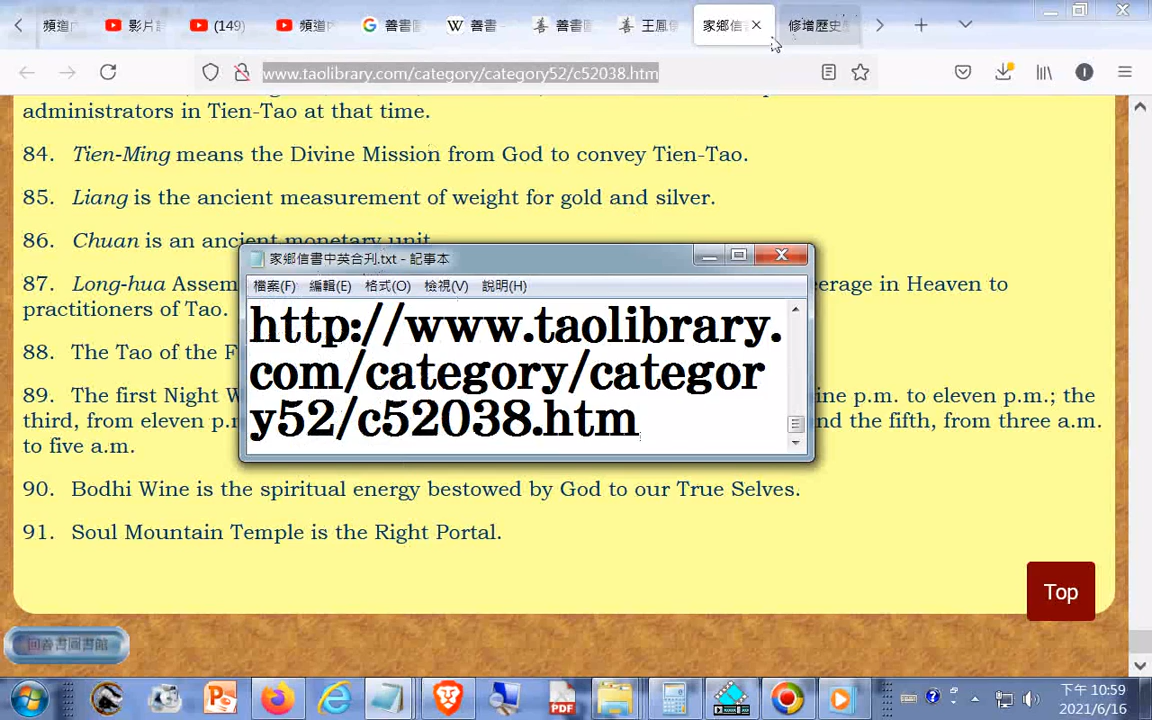 頻道
影片
(149)
頻道
善書
善書
善書
王鳳
家鄉信
修增歷史
www.taolibrary.com/category/category52/c52038.htm
administrators in Tien-Tao at that time.
84. Tien-Ming means the Divine Mission from God to convey Tien-Tao.
85. Liang is the ancient measurement of weight for gold and silver.
86. Chuan is an ancient monetary unit
87. Long-hua Assem
erage in Heaven to
practitioners of Tao.
88. The Tao of the F
89. The first Night W
ine p.m. to eleven p.m.; the
third, from eleven p.m
nd the fifth, from three a.m.
to five a.m.
90. Bodhi Wine is the spiritual energy bestowed by God to our True Selves.
91. Soul Mountain Temple is the Right Portal.
家鄉信書中英合刋.txt - 記事本
檔案(F) 編輯(E) 格式(O) 檢視(V) 說明(H)
http://www.taolibrary.
com/category/categor
y52/c52038.htm
Top
回善書圖書館
PDF
下午 10:59
2021/6/16